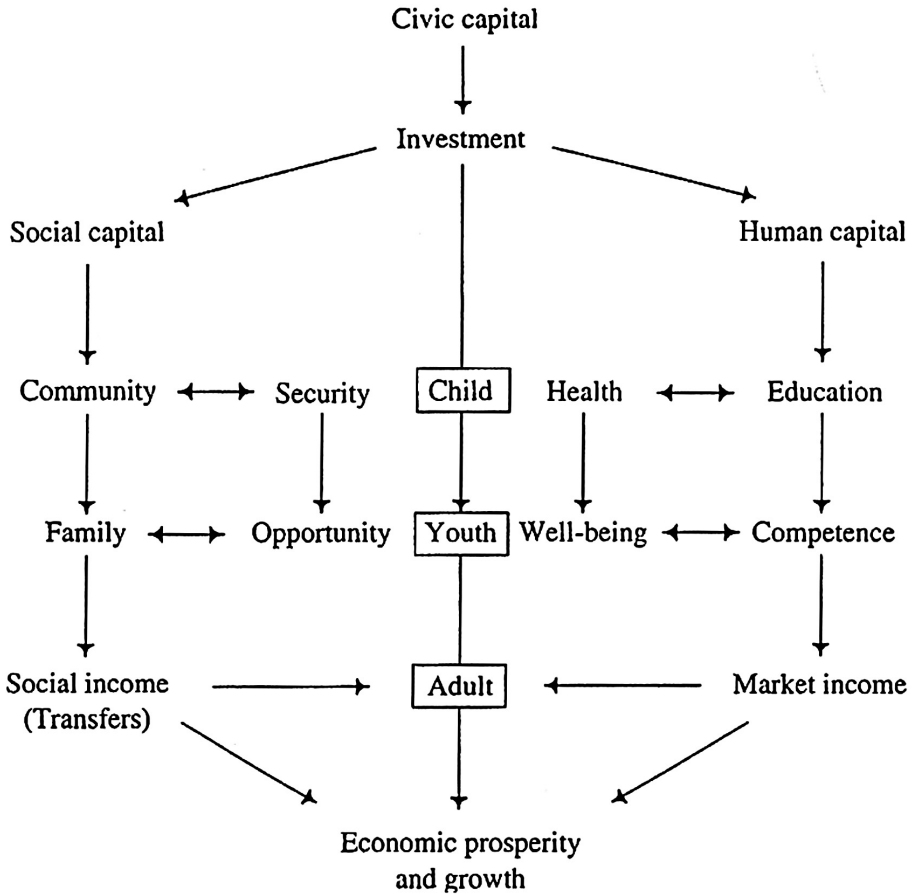 Civic capital
Investment
Social capital
Human capital
Community
Security
Child
Health
Education
Family
Opportunity
Youth
Well-being
Competence
Social income
(Transfers)
Adult
Market income
Economic prosperity
and growth